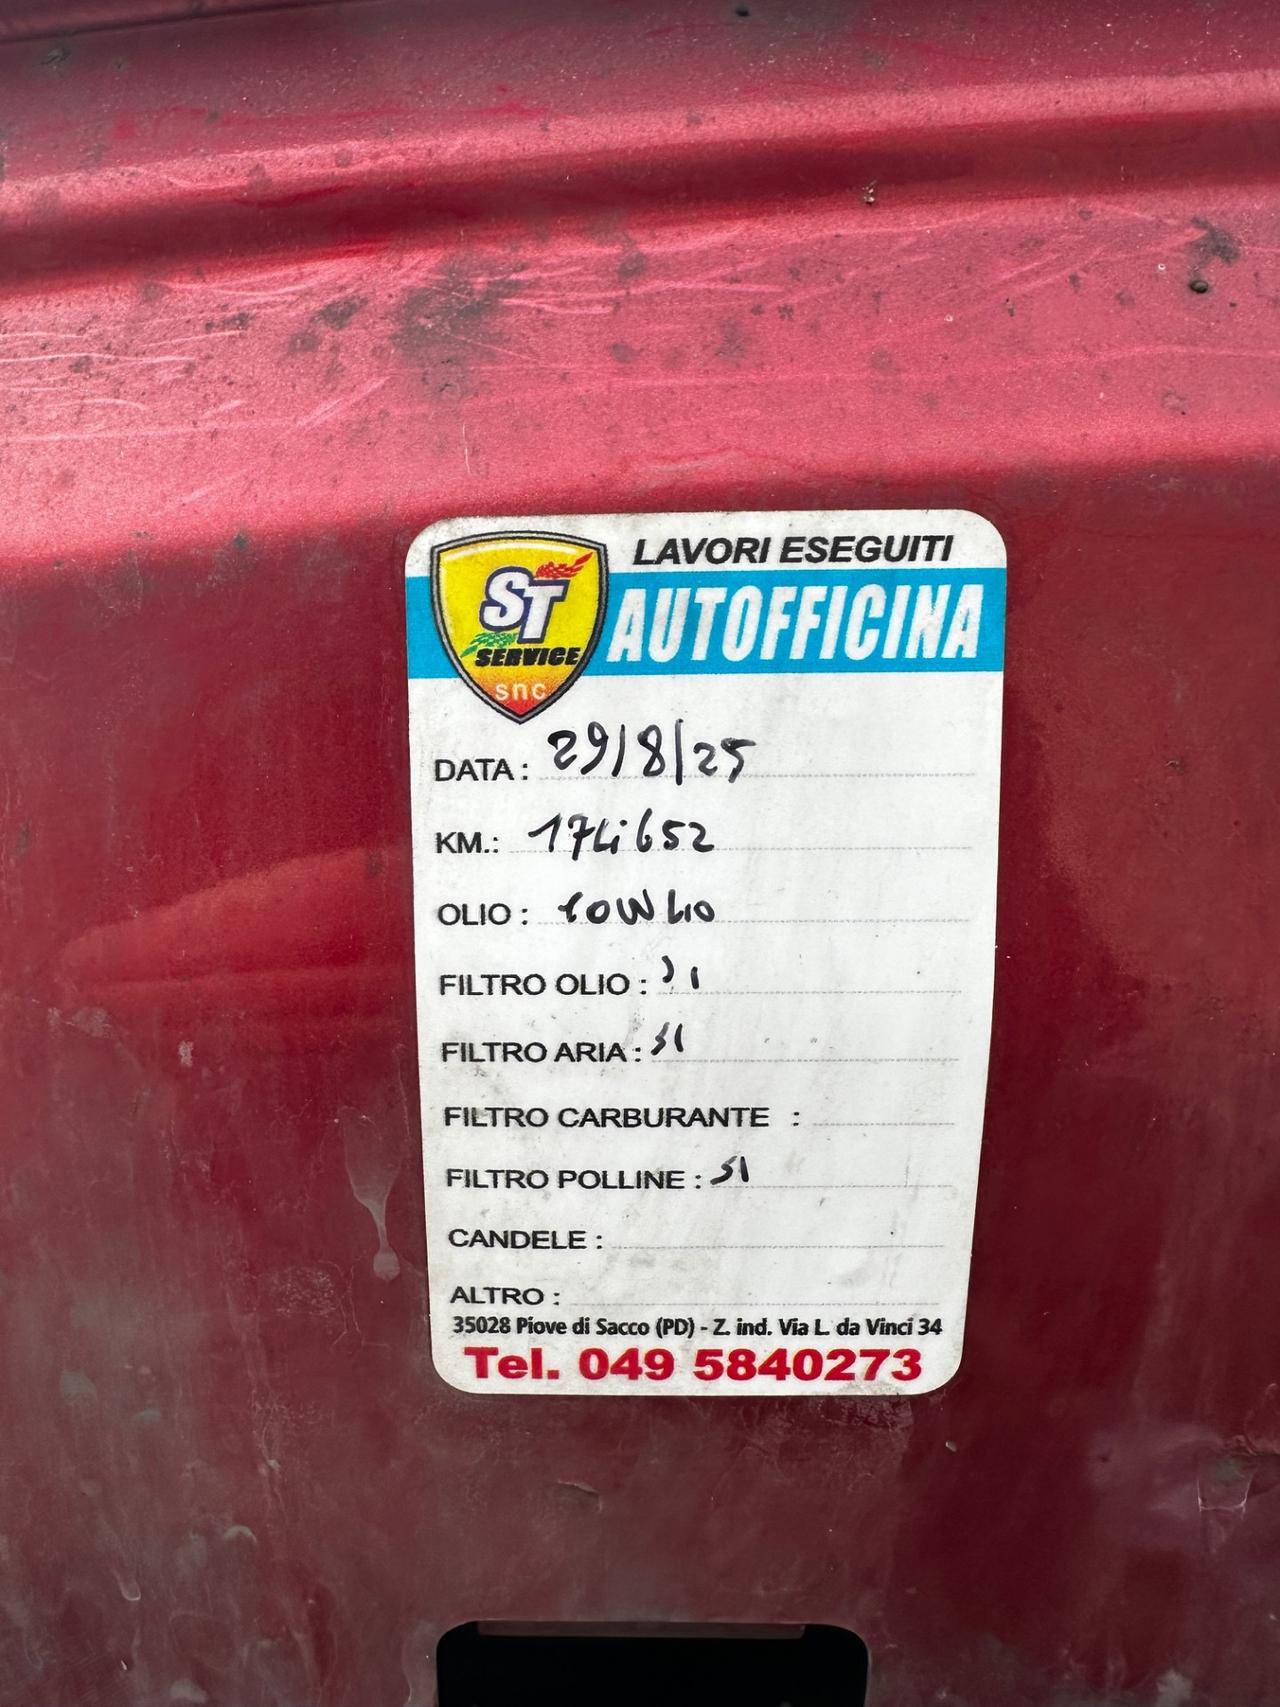 LAVORI ESEGUITI
ST SERVICE snc
AUTOFFICINA
DATA: 29/8/25
KM.: 174652
OLIO: 10W40
FILTRO OLIO: SI
FILTRO ARIA: SI
FILTRO CARBURANTE :
FILTRO POLLINE: SI
CANDELE:
ALTRO:
35028 Piove di Sacco (PD) - Z. ind. Via L. da Vinci 34
Tel. 049 5840273